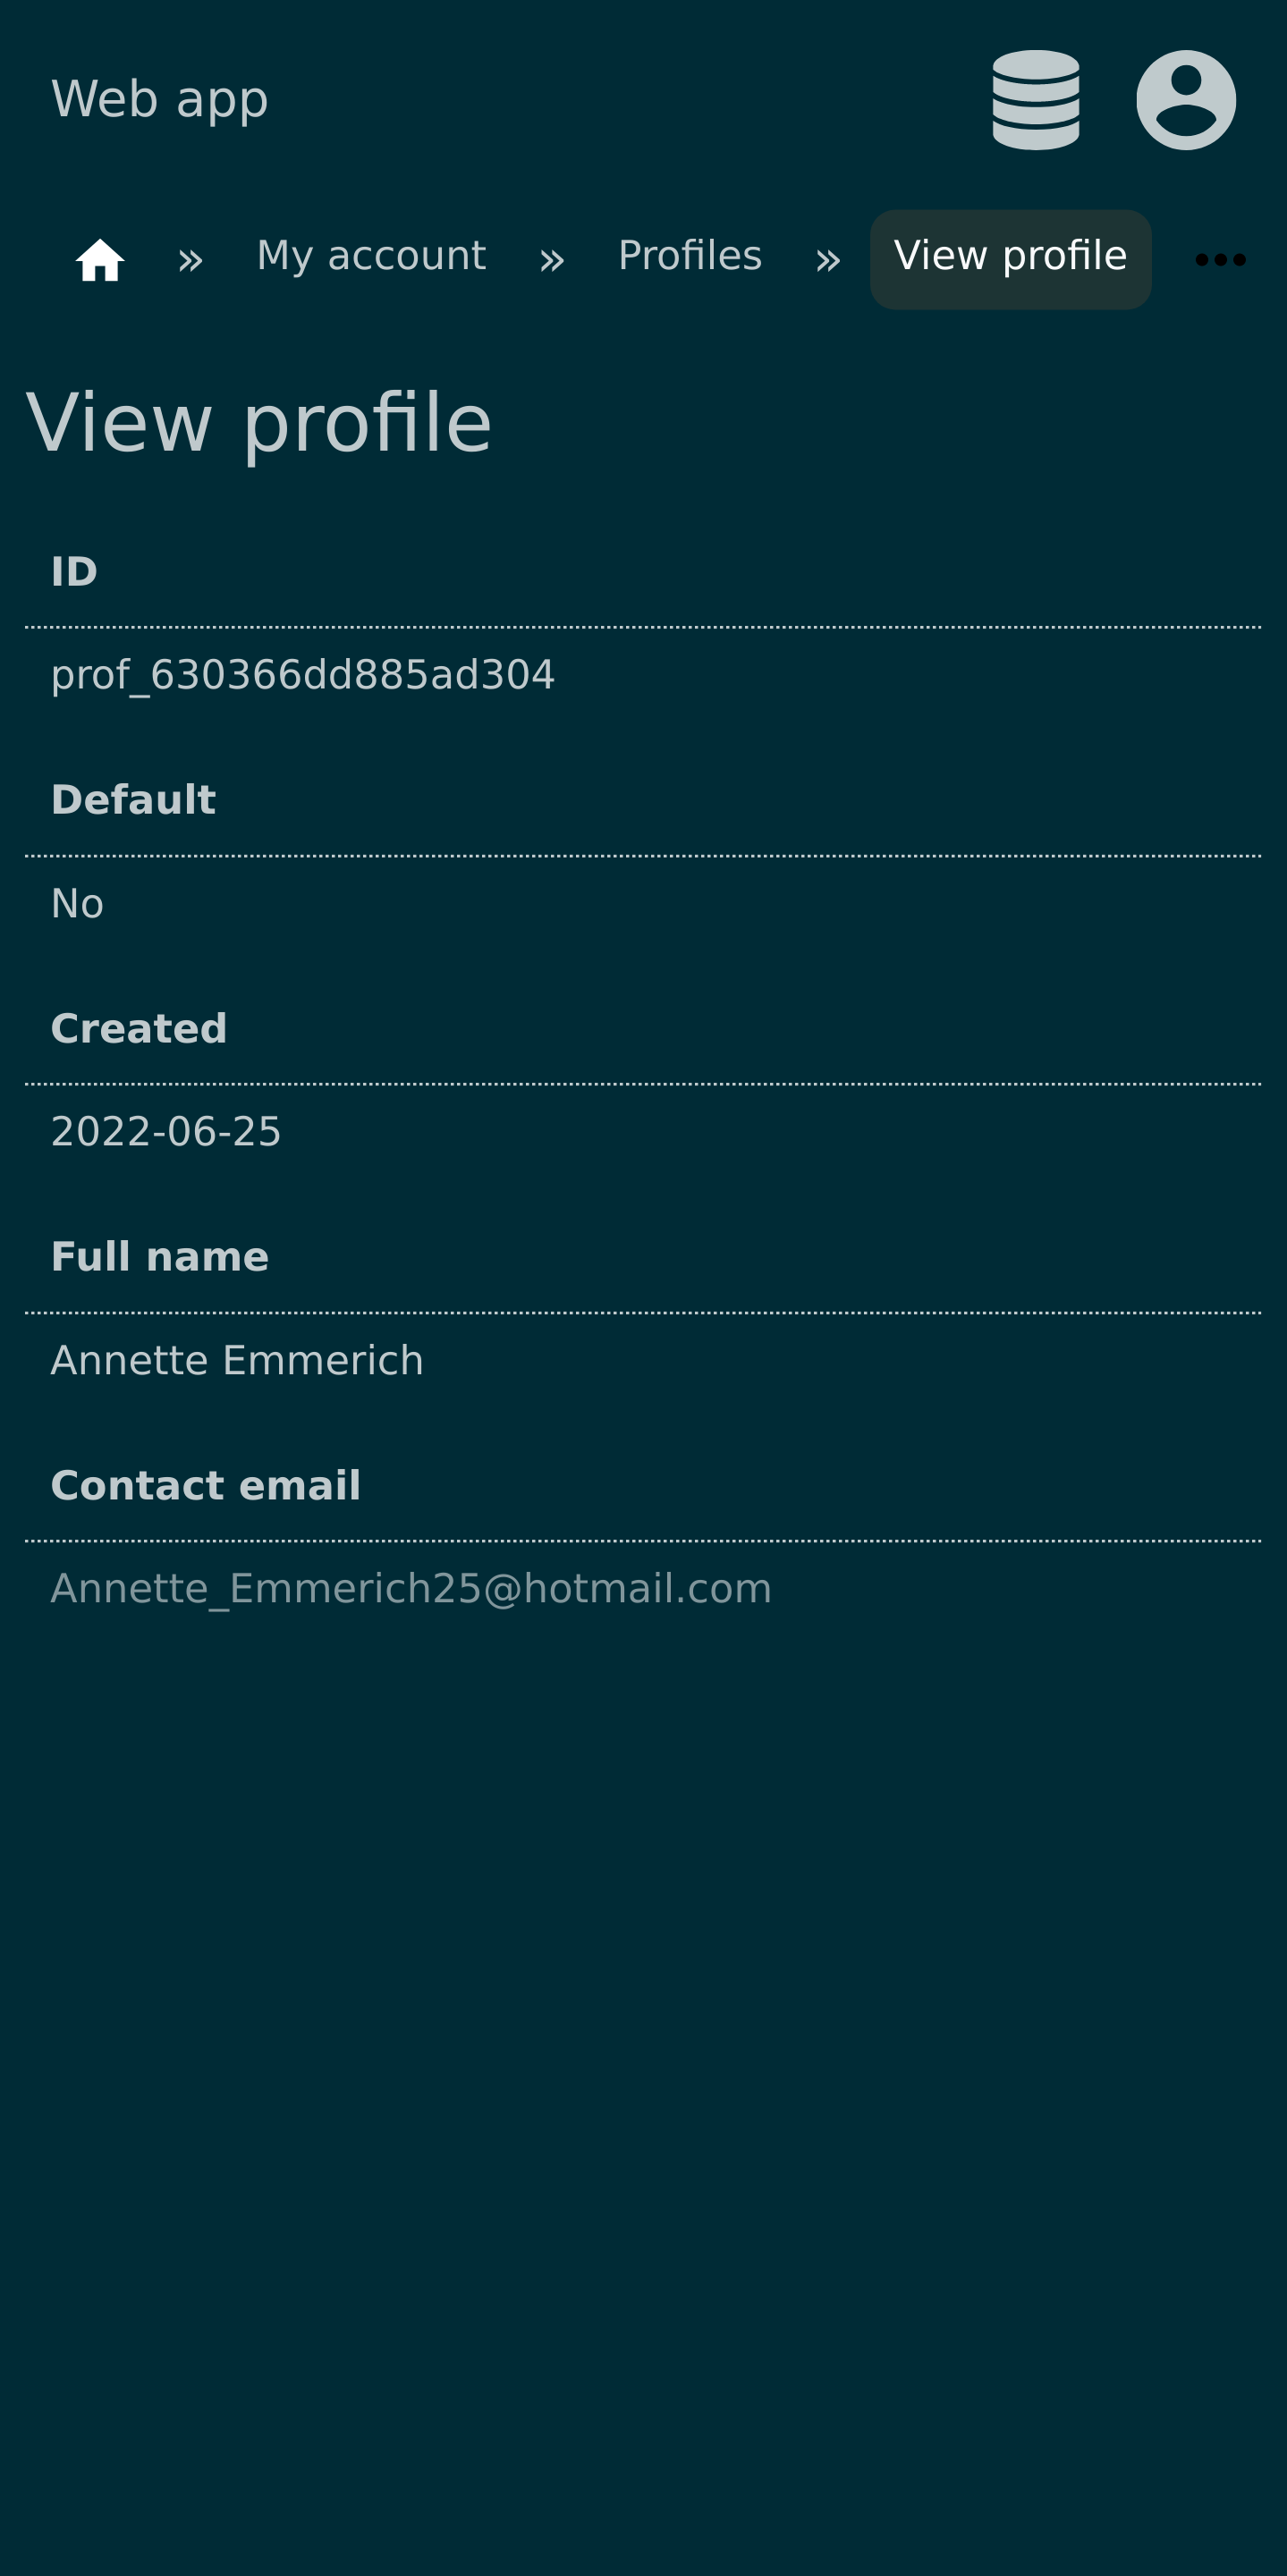 Web app
» My account » Profiles » View profile
View profile
ID
prof_630366dd885ad304
Default
No
Created
2022-06-25
Full name
Annette Emmerich
Contact email
Annette_Emmerich25@hotmail.com